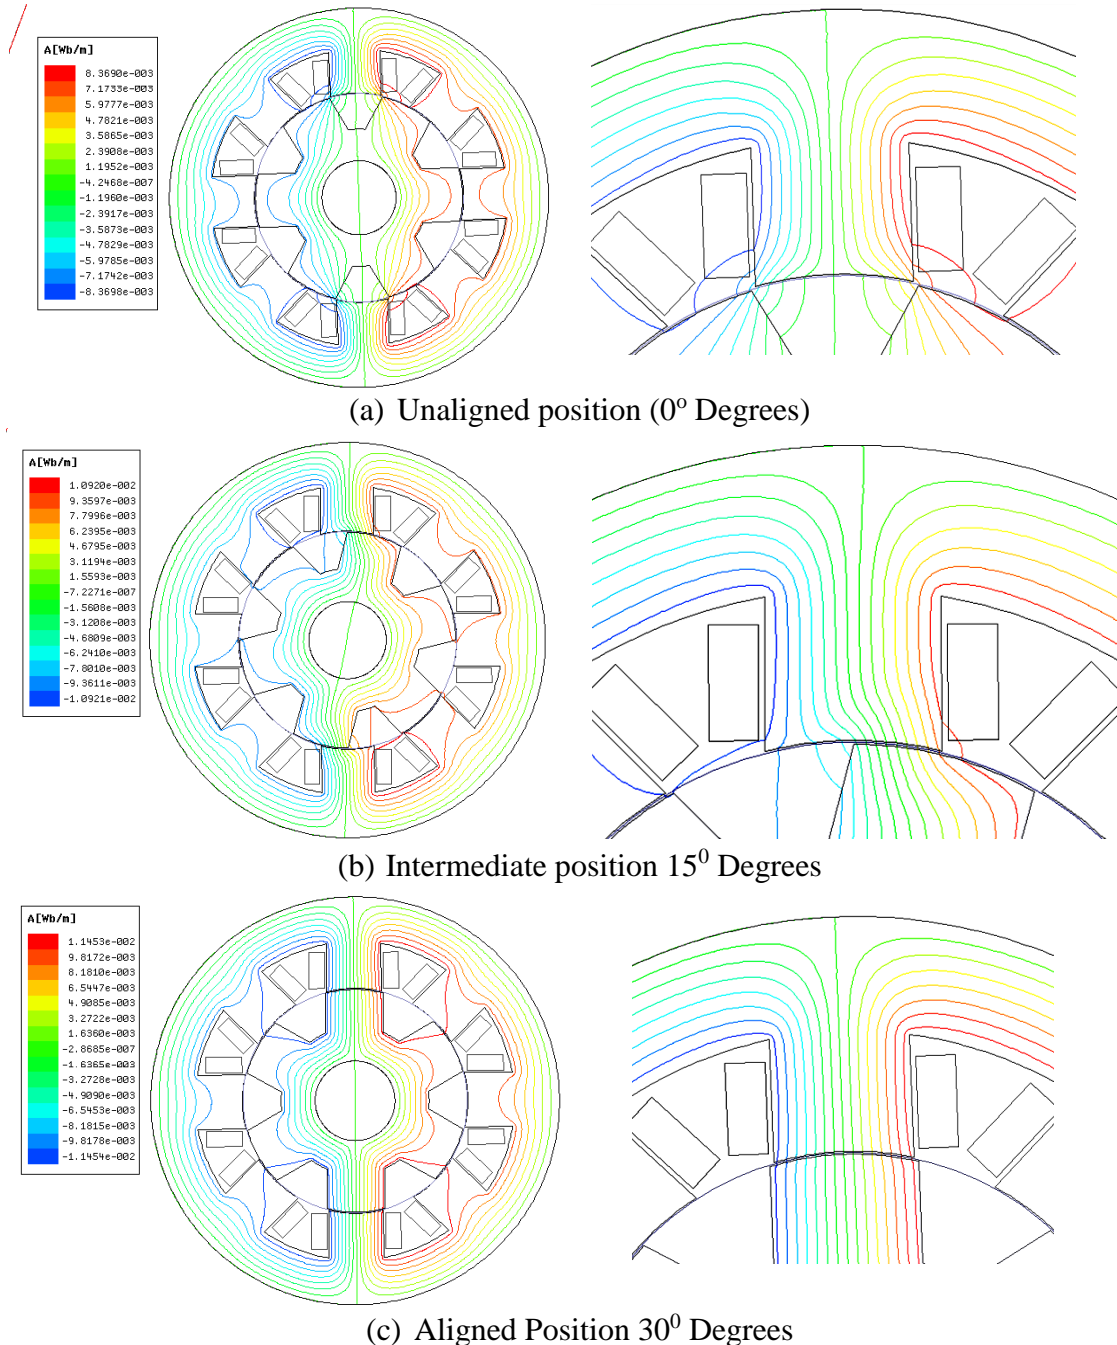 A[Wb/m]
8.3690e-003
7.1733e-003
5.9777e-003
4.7821e-003
3.5865e-003
2.3908e-003
1.1952e-003
-4.2468e-007
-1.1960e-003
-2.3917e-003
-3.5873e-003
-4.7829e-003
-5.9785e-003
-7.1742e-003
-8.3698e-003
(a) Unaligned position (0° Degrees)
A[Wb/m]
1.0920e-002
9.3597e-003
7.7996e-003
6.2395e-003
4.6795e-003
3.1194e-003
1.5593e-003
-7.2271e-007
-1.5608e-003
-3.1208e-003
-4.6809e-003
-6.2410e-003
-7.8010e-003
-9.3611e-003
-1.0921e-002
(b) Intermediate position 15⁰ Degrees
A[Wb/m]
1.1453e-002
9.8172e-003
8.1810e-003
6.5447e-003
4.9085e-003
3.2722e-003
1.6360e-003
-2.8685e-007
-1.6365e-003
-3.2728e-003
-4.9090e-003
-6.5453e-003
-8.1815e-003
-9.8178e-003
-1.1454e-002
(c) Aligned Position 30⁰ Degrees